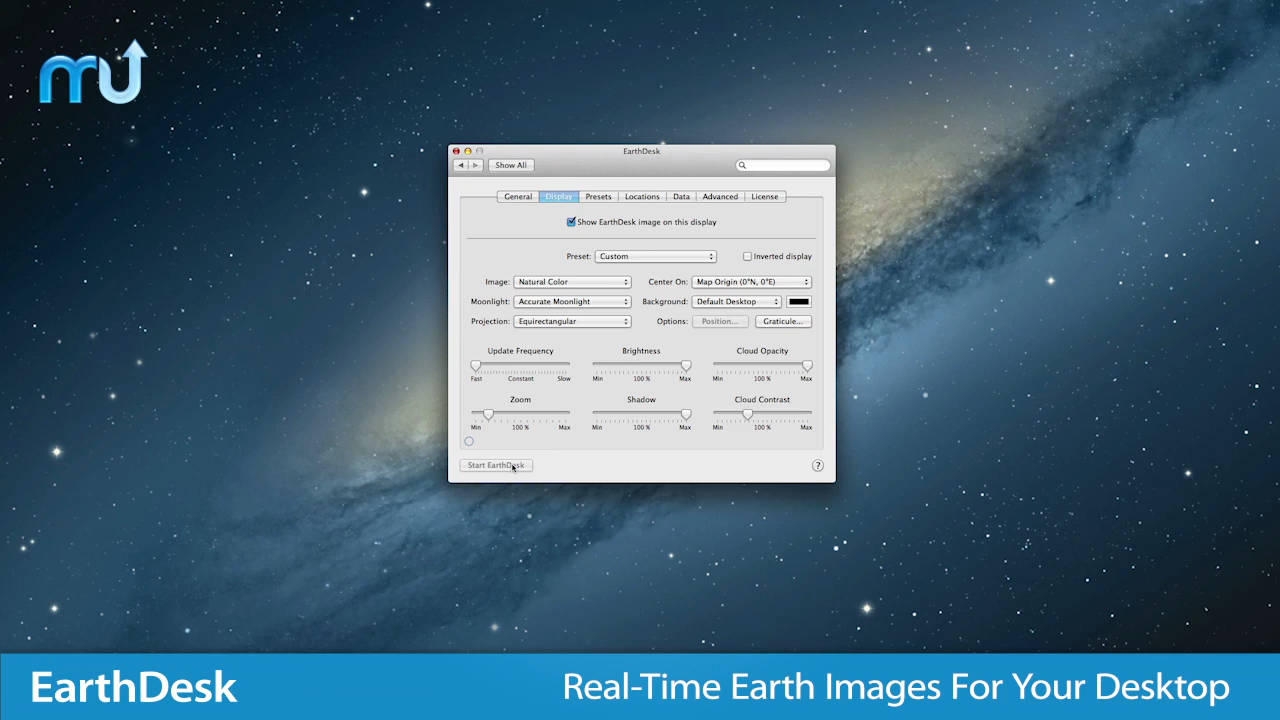 mu
EarthDesk
Show All
General Display Presets Locations Data Advanced License
Show EarthDesk image on this display
Preset: Custom Inverted display
Image: Natural Color Center On: Map Origin (0°N, 0°E)
Moonlight: Accurate Moonlight Background: Default Desktop
Projection: Equirectangular Options: Position... Graticule...
Update Frequency Brightness Cloud Opacity
Fast Constant Slow Min 100 % Max Min 100 % Max
Zoom Shadow Cloud Contrast
Min 100 % Max Min 100 % Max Min 100 % Max
Start EarthDesk ?
EarthDesk Real-Time Earth Images For Your Desktop